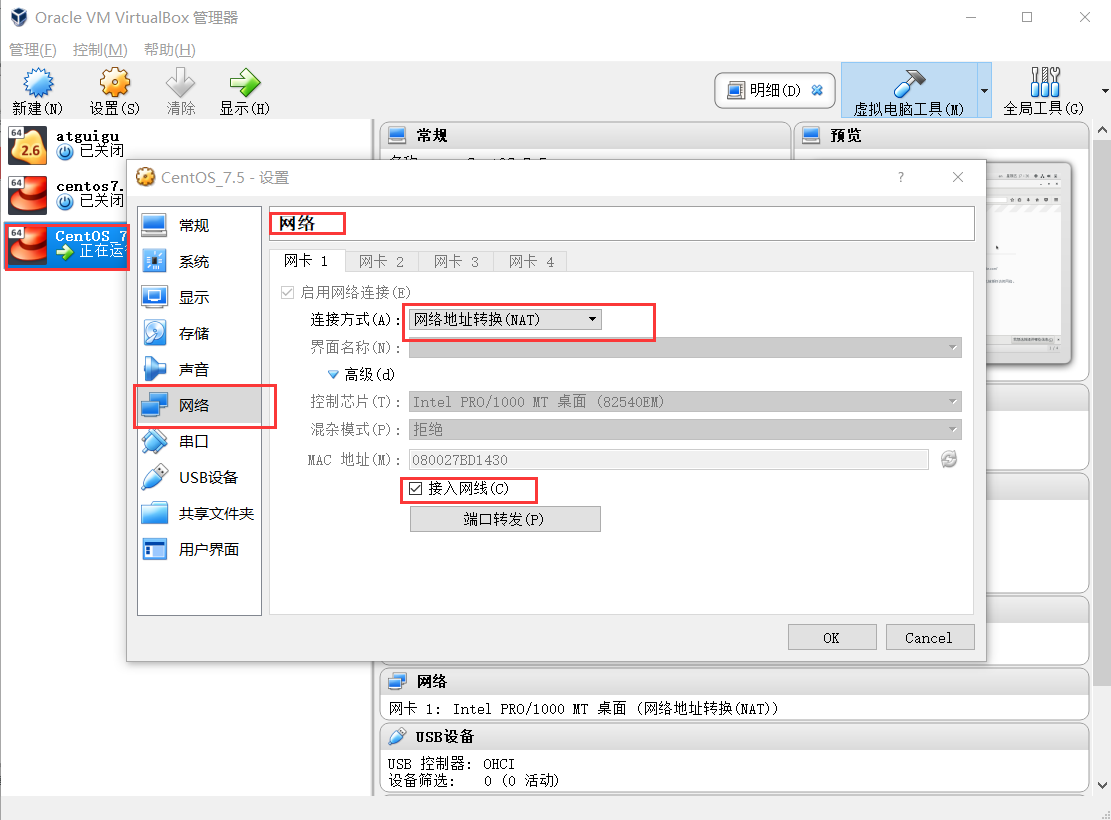 Oracle VM VirtualBox 管理器
管理(F) 控制(M) 帮助(H)
新建(N) 设置(S) 清除 显示(H) 明细(D) 虚拟电脑工具(M) 全局工具(G)
64 2.6 atguigu
已关闭
64 centos7.
已关闭
64 CentOS_7
正在运行
常规
预览
CentOS_7.5 - 设置 ?
常规
系统
显示
存储
声音
网络
串口
USB设备
共享文件夹
用户界面
网络
网卡 1 网卡 2 网卡 3 网卡 4
启用网络连接(E)
连接方式(A): 网络地址转换(NAT)
界面名称(N):
高级(d)
控制芯片(T): Intel PRO/1000 MT 桌面 (82540EM)
混杂模式(P): 拒绝
MAC 地址(M): 080027BD1430
接入网线(C)
端口转发(P)
OK Cancel
网络
网卡 1: Intel PRO/1000 MT 桌面 (网络地址转换(NAT))
USB设备
USB 控制器: OHCI
设备筛选: 0 (0 活动)